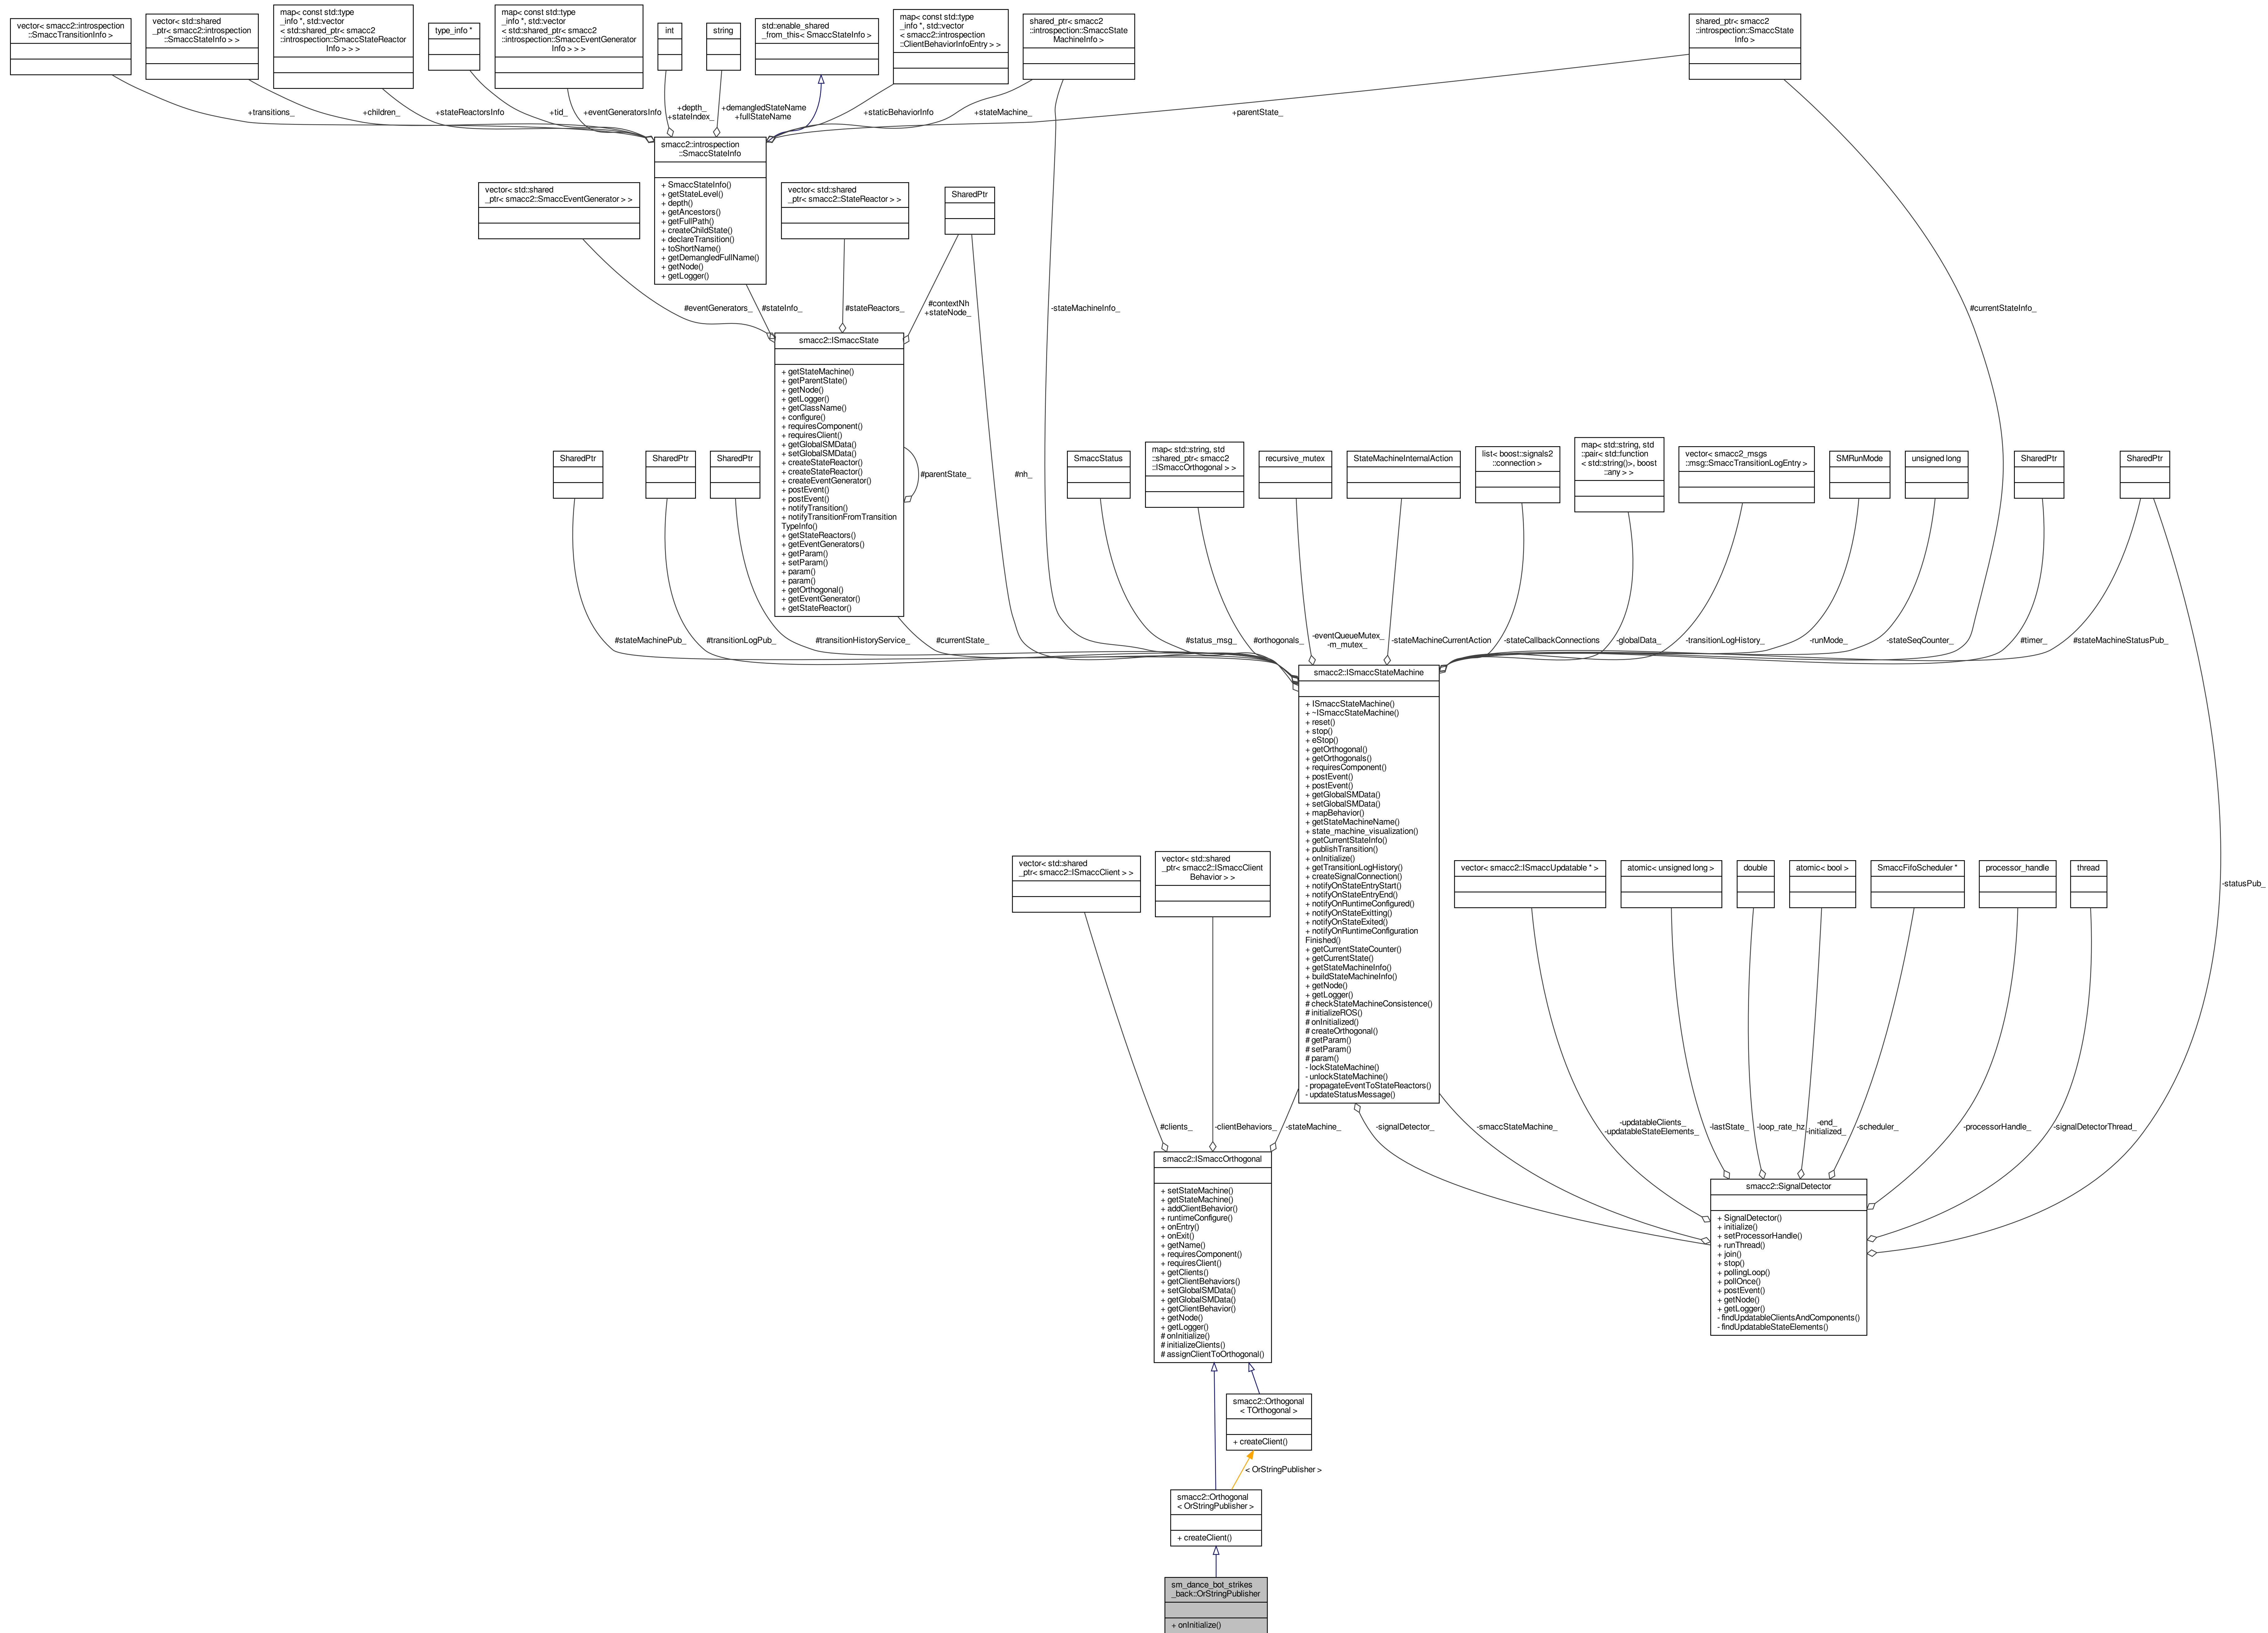 vector< smacc2::introspection
::SmaccTransitionInfo >
vector< std::shared
_ptr< smacc2::introspection
::SmaccStateInfo > >
map< const std::type
_info *, std::vector
< std::shared_ptr< smacc2
::introspection::SmaccStateReactor
Info > > >
type_info *
map< const std::type
_info *, std::vector
< std::shared_ptr< smacc2
::introspection::SmaccEventGenerator
Info > > >
int
string
std::enable_shared
_from_this< SmaccStateInfo >
map< const std::type
_info *, std::vector
< smacc2::introspection
::ClientBehaviorInfoEntry > >
shared_ptr< smacc2
::introspection::SmaccState
MachineInfo >
shared_ptr< smacc2
::introspection::SmaccState
Info >
+transitions_
+children_
+stateReactorsInfo
+tid_
+eventGeneratorsInfo
+depth_
+stateIndex_
+demangledStateName
+fullStateName
+staticBehaviorInfo
+stateMachine_
+parentState_
smacc2::introspection
::SmaccStateInfo
+ SmaccStateInfo()
+ getStateLevel()
+ depth()
+ getAncestors()
+ getFullPath()
+ createChildState()
+ declareTransition()
+ toShortName()
+ getDemangledFullName()
+ getNode()
+ getLogger()
vector< std::shared
_ptr< smacc2::SmaccEventGenerator > >
vector< std::shared
_ptr< smacc2::StateReactor > >
SharedPtr
#eventGenerators_
#stateInfo_
#stateReactors_
#contextNh
+stateNode_
-stateMachineInfo_
#currentStateInfo_
smacc2::ISmaccState
+ getStateMachine()
+ getParentState()
+ getNode()
+ getLogger()
+ getClassName()
+ configure()
+ requiresComponent()
+ requiresClient()
+ getGlobalSMData()
+ setGlobalSMData()
+ createStateReactor()
+ createStateReactor()
+ createEventGenerator()
+ postEvent()
+ postEvent()
+ notifyTransition()
+ notifyTransitionFromTransition
TypeInfo()
+ getStateReactors()
+ getEventGenerators()
+ getParam()
+ setParam()
+ param()
+ param()
+ getOrthogonal()
+ getEventGenerator()
+ getStateReactor()
#parentState_
#nh_
SharedPtr
SharedPtr
SharedPtr
SmaccStatus
map< std::string, std
::shared_ptr< smacc2
::ISmaccOrthogonal > >
recursive_mutex
StateMachineInternalAction
list< boost::signals2
::connection >
map< std::string, std
::pair< std::function
< std::string()>, boost
::any > >
vector< smacc2_msgs
::msg::SmaccTransitionLogEntry >
SMRunMode
unsigned long
SharedPtr
SharedPtr
#stateMachinePub_
#transitionLogPub_
#transitionHistoryService_
#currentState_
#status_msg_
#orthogonals_
-eventQueueMutex_
-m_mutex_
-stateMachineCurrentAction
-stateCallbackConnections
-globalData_
-transitionLogHistory_
-runMode_
-stateSeqCounter_
#timer_
#stateMachineStatusPub_
smacc2::ISmaccStateMachine
+ ISmaccStateMachine()
+ ~ISmaccStateMachine()
+ reset()
+ stop()
+ eStop()
+ getOrthogonal()
+ getOrthogonals()
+ requiresComponent()
+ postEvent()
+ postEvent()
+ getGlobalSMData()
+ setGlobalSMData()
+ mapBehavior()
+ getStateMachineName()
+ state_machine_visualization()
+ getCurrentStateInfo()
+ publishTransition()
+ onInitialize()
+ getTransitionLogHistory()
+ createSignalConnection()
+ notifyOnStateEntryStart()
+ notifyOnStateEntryEnd()
+ notifyOnRuntimeConfigured()
+ notifyOnStateExitting()
+ notifyOnStateExited()
+ notifyOnRuntimeConfiguration
Finished()
+ getCurrentStateCounter()
+ getCurrentState()
+ getStateMachineInfo()
+ buildStateMachineInfo()
+ getNode()
+ getLogger()
# checkStateMachineConsistence()
# initializeROS()
# onInitialized()
# createOrthogonal()
# getParam()
# setParam()
# param()
- lockStateMachine()
- unlockStateMachine()
- propagateEventToStateReactors()
- updateStatusMessage()
vector< std::shared
_ptr< smacc2::ISmaccClient > >
vector< std::shared
_ptr< smacc2::ISmaccClient
Behavior > >
vector< smacc2::ISmaccUpdatable * >
atomic< unsigned long >
double
atomic< bool >
SmaccFifoScheduler *
processor_handle
thread
-statusPub_
#clients_
-clientBehaviors_
-stateMachine_
-signalDetector_
-smaccStateMachine_
-updatableClients_
-updatableStateElements_
-lastState_
-loop_rate_hz
-end_
-initialized_
-scheduler_
-processorHandle_
-signalDetectorThread_
smacc2::ISmaccOrthogonal
+ setStateMachine()
+ getStateMachine()
+ addClientBehavior()
+ runtimeConfigure()
+ onEntry()
+ onExit()
+ getName()
+ requiresComponent()
+ requiresClient()
+ getClients()
+ getClientBehaviors()
+ setGlobalSMData()
+ getGlobalSMData()
+ getClientBehavior()
+ getNode()
+ getLogger()
# onInitialize()
# initializeClients()
# assignClientToOrthogonal()
smacc2::SignalDetector
+ SignalDetector()
+ initialize()
+ setProcessorHandle()
+ runThread()
+ join()
+ stop()
+ pollingLoop()
+ pollOnce()
+ postEvent()
+ getNode()
+ getLogger()
- findUpdatableClientsAndComponents()
- findUpdatableStateElements()
smacc2::Orthogonal
< TOrthogonal >
+ createClient()
< OrStringPublisher >
smacc2::Orthogonal
< OrStringPublisher >
+ createClient()
sm_dance_bot_strikes
_back::OrStringPublisher
+ onInitialize()